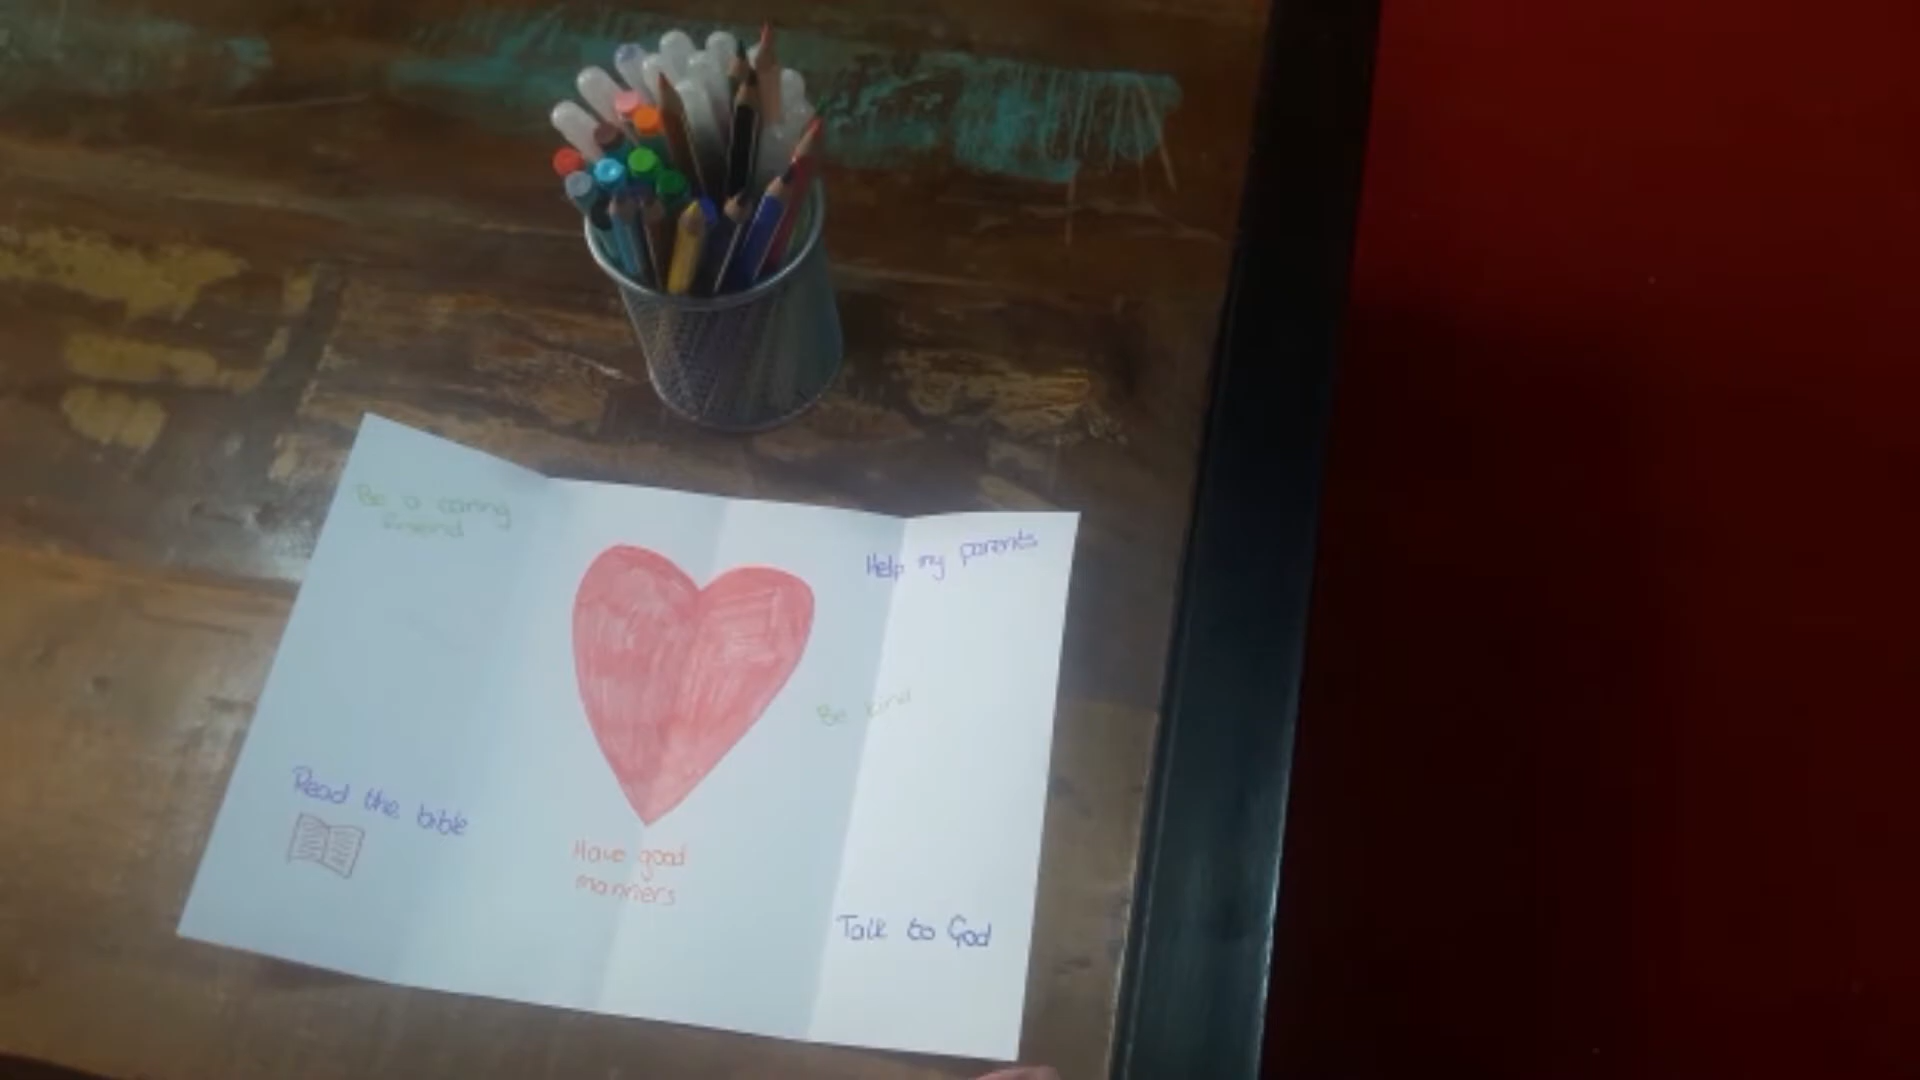 Be a caring
friend
Help my parents
Be kind
Read the bible
Have good
manners
Talk to God